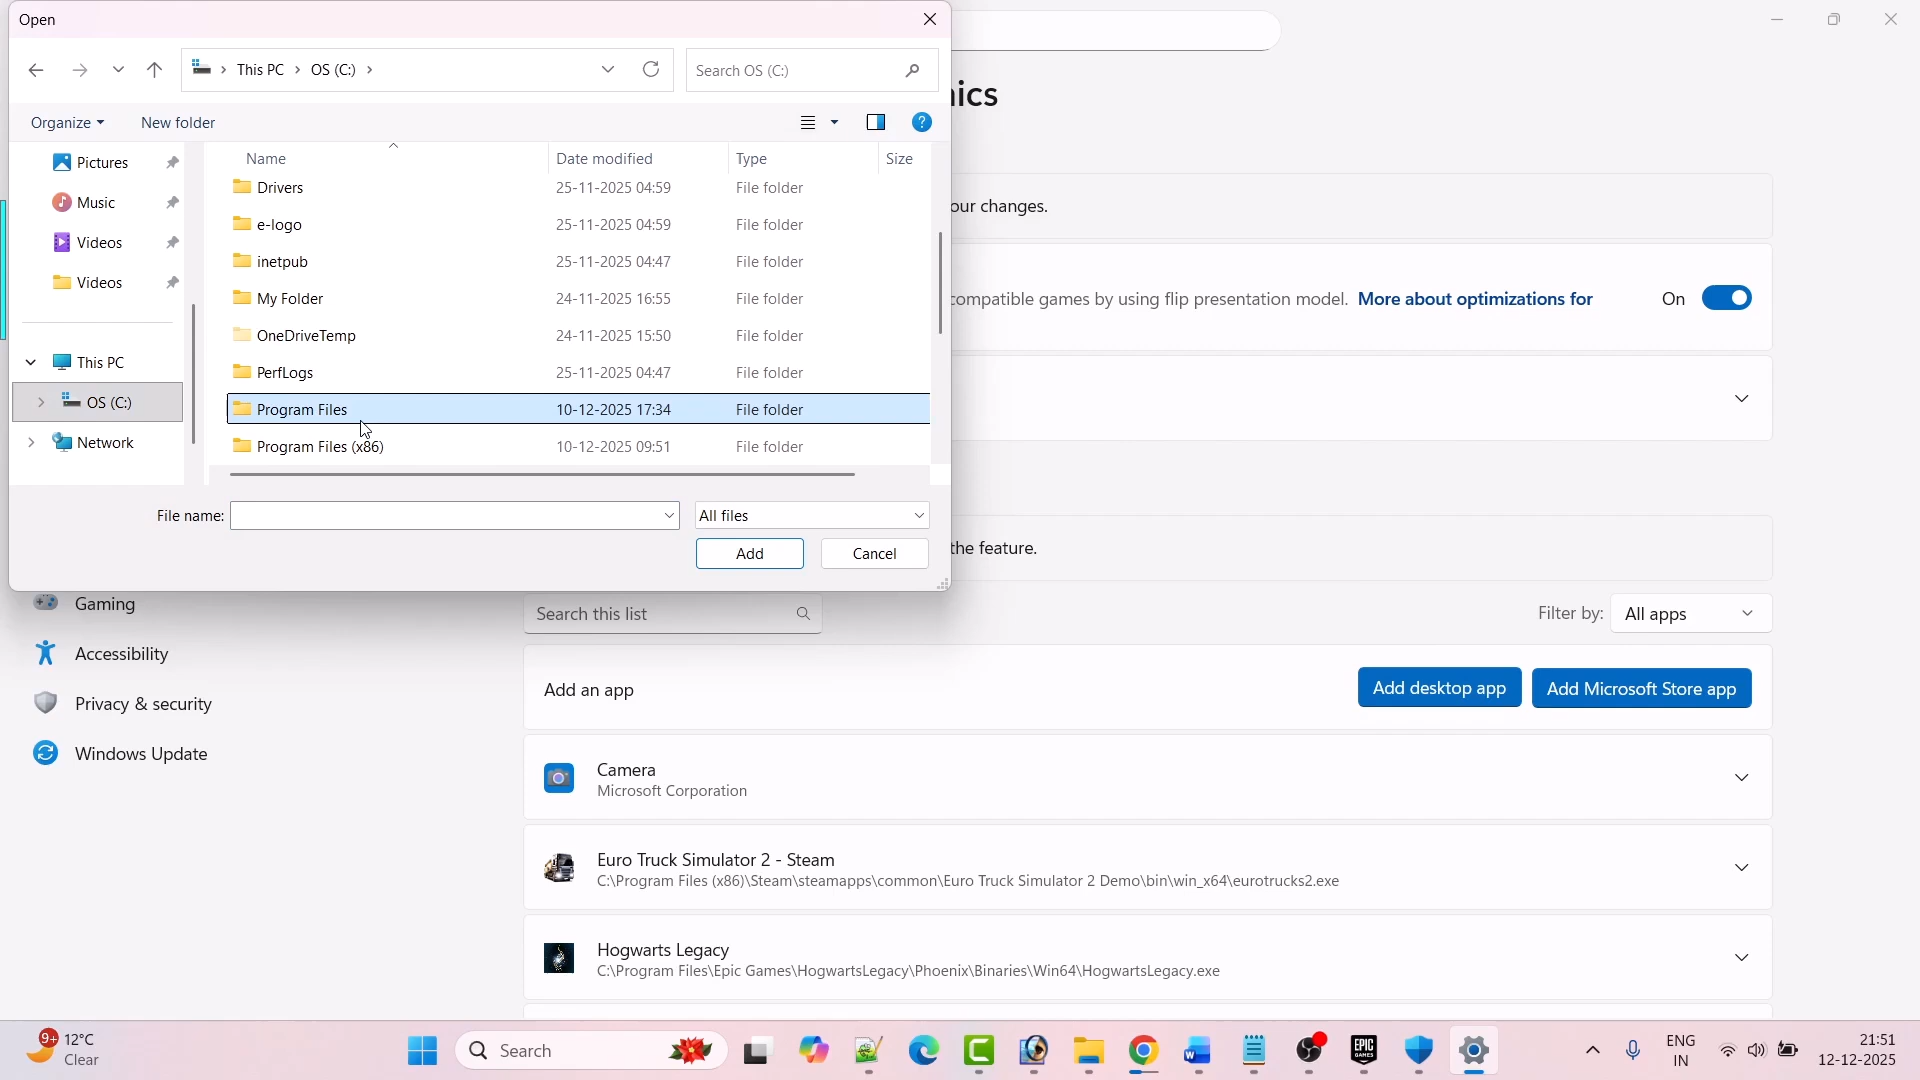 Open
This PC > OS (C:) >
Search OS (C:)
Organize
New folder
Name Date modified Type Size
Pictures
Music
Videos
Videos
This PC
OS (C:)
Network
Drivers 25-11-2025 04:59 File folder
e-logo 25-11-2025 04:59 File folder
inetpub 25-11-2025 04:47 File folder
My Folder 24-11-2025 16:55 File folder
OneDriveTemp 24-11-2025 15:50 File folder
PerfLogs 25-11-2025 04:47 File folder
Program Files 10-12-2025 17:34 File folder
Program Files (x86) 10-12-2025 09:51 File folder
File name:
All files
Add
Cancel
our changes.
compatible games by using flip presentation model. More about optimizations for
On
the feature.
Gaming
Accessibility
Privacy & security
Windows Update
Search this list
Filter by: All apps
Add an app
Add desktop app
Add Microsoft Store app
Camera
Microsoft Corporation
Euro Truck Simulator 2 - Steam
C:\Program Files (x86)\Steam\steamapps\common\Euro Truck Simulator 2 Demo\bin\win_x64\eurotrucks2.exe
Hogwarts Legacy
C:\Program Files\Epic Games\HogwartsLegacy\Phoenix\Binaries\Win64\HogwartsLegacy.exe
9+
12°C
Clear
Search
EPIC
GAMES
ENG
IN
21:51
12-12-2025